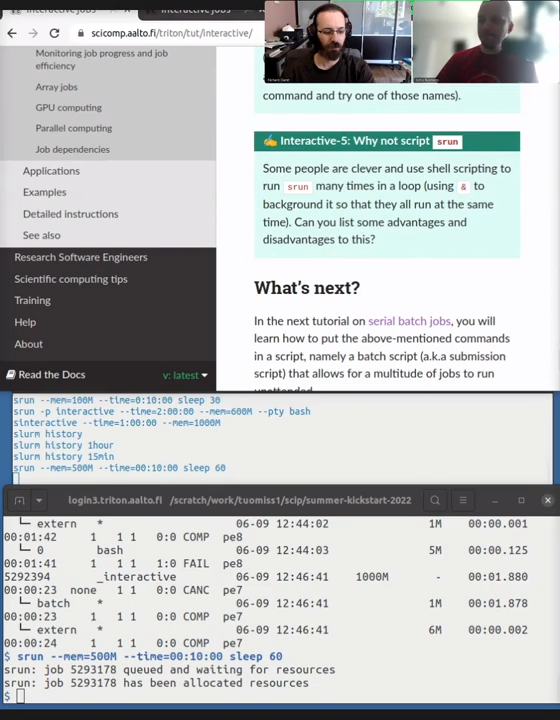 Interactive jobs
scicomp.aalto.fi/triton/tut/interactive/
Monitoring job progress and job
efficiency
Array jobs
GPU computing
Parallel computing
Job dependencies
Applications
Examples
Detailed instructions
See also
Research Software Engineers
Scientific computing tips
Training
Help
About
Read the Docs
v: latest
command and try one of those names).
Interactive-5: Why not script srun
Some people are clever and use shell scripting to
run srun many times in a loop (using & to
background it so that they all run at the same
time). Can you list some advantages and
disadvantages to this?
What's next?
In the next tutorial on serial batch jobs, you will
learn how to put the above-mentioned commands
in a script, namely a batch script (a.k.a submission
script) that allows for a multitude of jobs to run
unattended.
srun --mem=100M --time=0:10:00 sleep 30
srun -p interactive --time=2:00:00 --mem=600M --pty bash
sinteractive --time=1:00:00 --mem=1000M
slurm history
slurm history 1hour
slurm history 15min
srun --mem=500M --time=00:10:00 sleep 60
login3.triton.aalto.fi /scratch/work/tuomiss1/scip/summer-kickstart-2022
└─ extern * 06-09 12:44:02 1M 00:00.001
00:01:42 1 1 1 0:0 COMP pe8
└─ 0 bash 06-09 12:44:03 5M 00:00.125
00:01:41 1 1 1 1:0 FAIL pe8
5292394 _interactive 06-09 12:46:41 1000M - 00:01.880
00:00:23 none 1 1 1 0:0 CANC pe7
└─ batch * 06-09 12:46:41 1M 00:01.878
00:00:23 1 1 1 0:0 COMP pe7
└─ extern * 06-09 12:46:41 6M 00:00.002
00:00:24 1 1 1 0:0 COMP pe7
$ srun --mem=500M --time=00:10:00 sleep 60
srun: job 5293178 queued and waiting for resources
srun: job 5293178 has been allocated resources
$